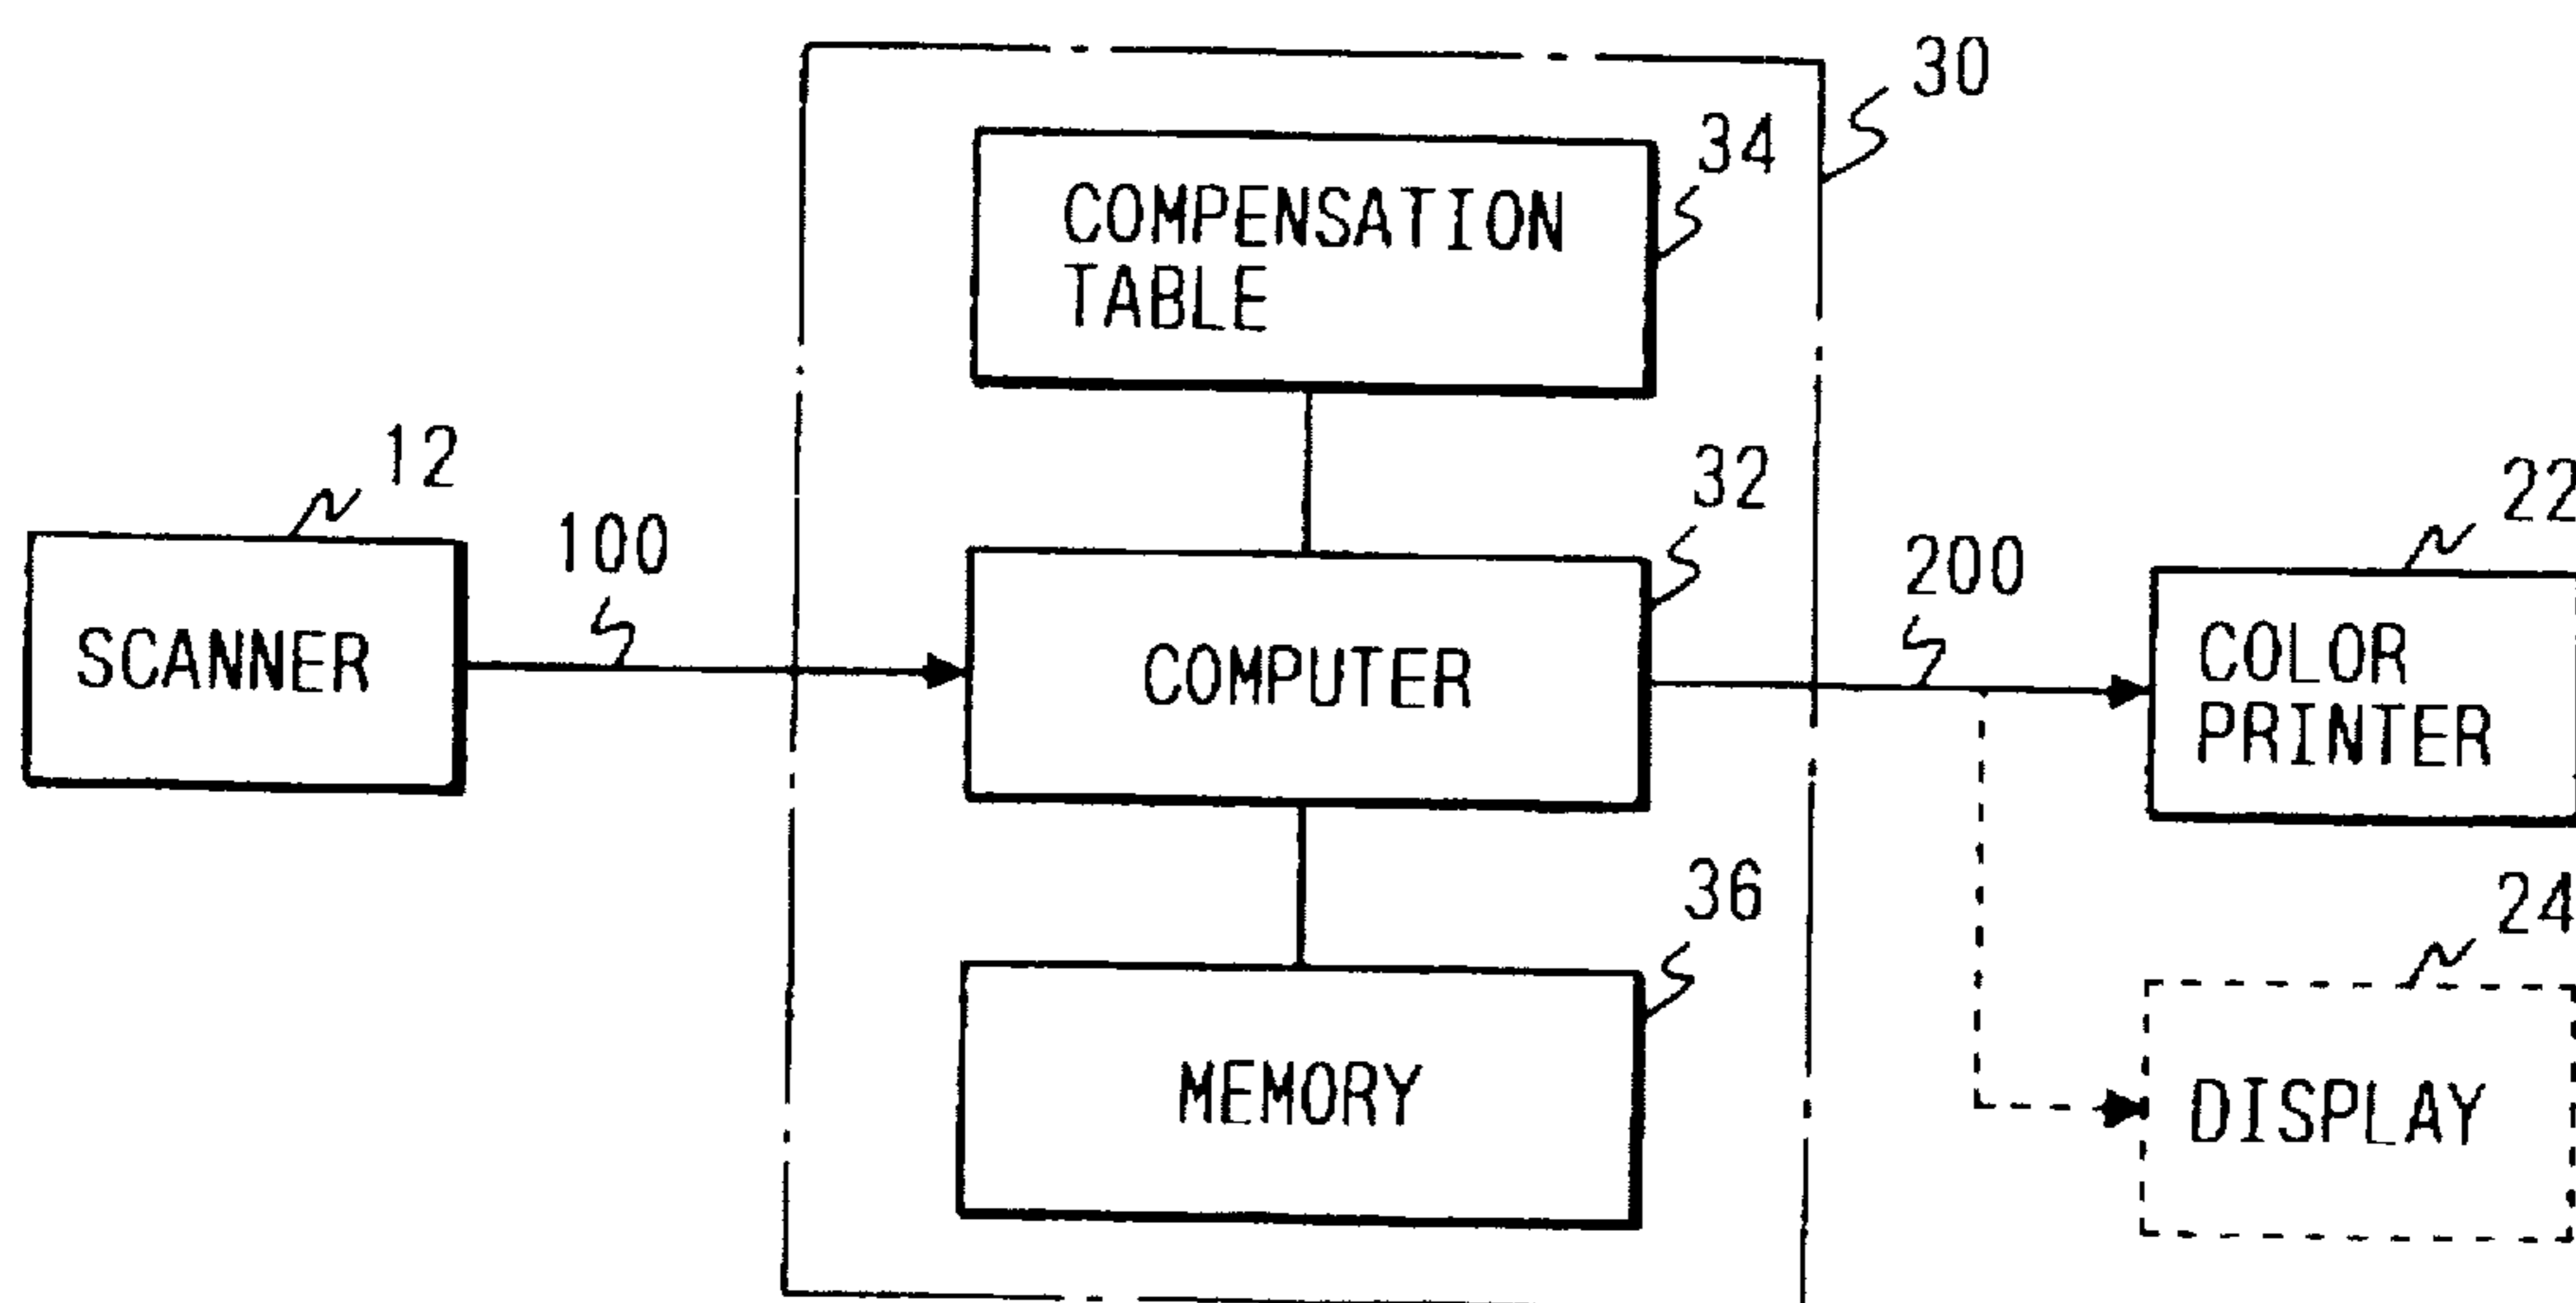 30
34
COMPENSATION
TABLE
12
100
32
200
22
SCANNER
COMPUTER
COLOR
PRINTER
36
24
MEMORY
DISPLAY